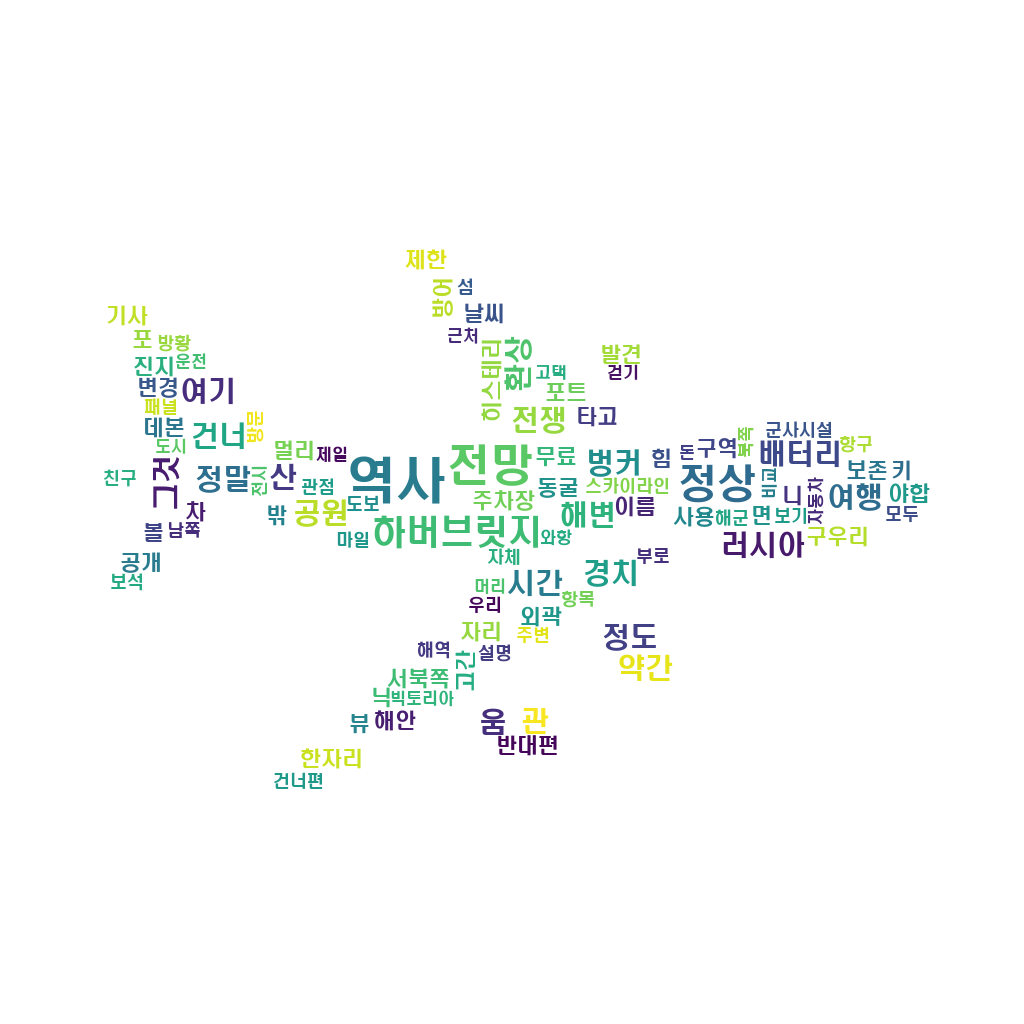 제한
방어
섬
날씨
기사
근처
포
방황
히스테리
환상
발견
진지
운전
고택
걷기
변경
여기
포트
패널
전쟁
타고
데본
방문
건너
군사시설
도시
멀리
제일
역사
전망
무료
벙커
힘
돈
구역
북쪽
배터리
항구
친구
그것
정말
전시
산
관점
동굴
스카이라인
정상
비교
보존
키
차
밖
공원
도보
주차장
해변
이름
니
자동차
여행
야합
볼
남쪽
마일
하버브릿지
와항
사용
해군
면
보기
모두
공개
자체
부로
러시아
구우리
보석
머리
시간
경치
우리
항목
외곽
자리
주변
정도
해역
고간
설명
약간
서북쪽
닉
빅토리아
뷰
해안
움
관
반대편
한자리
건너편